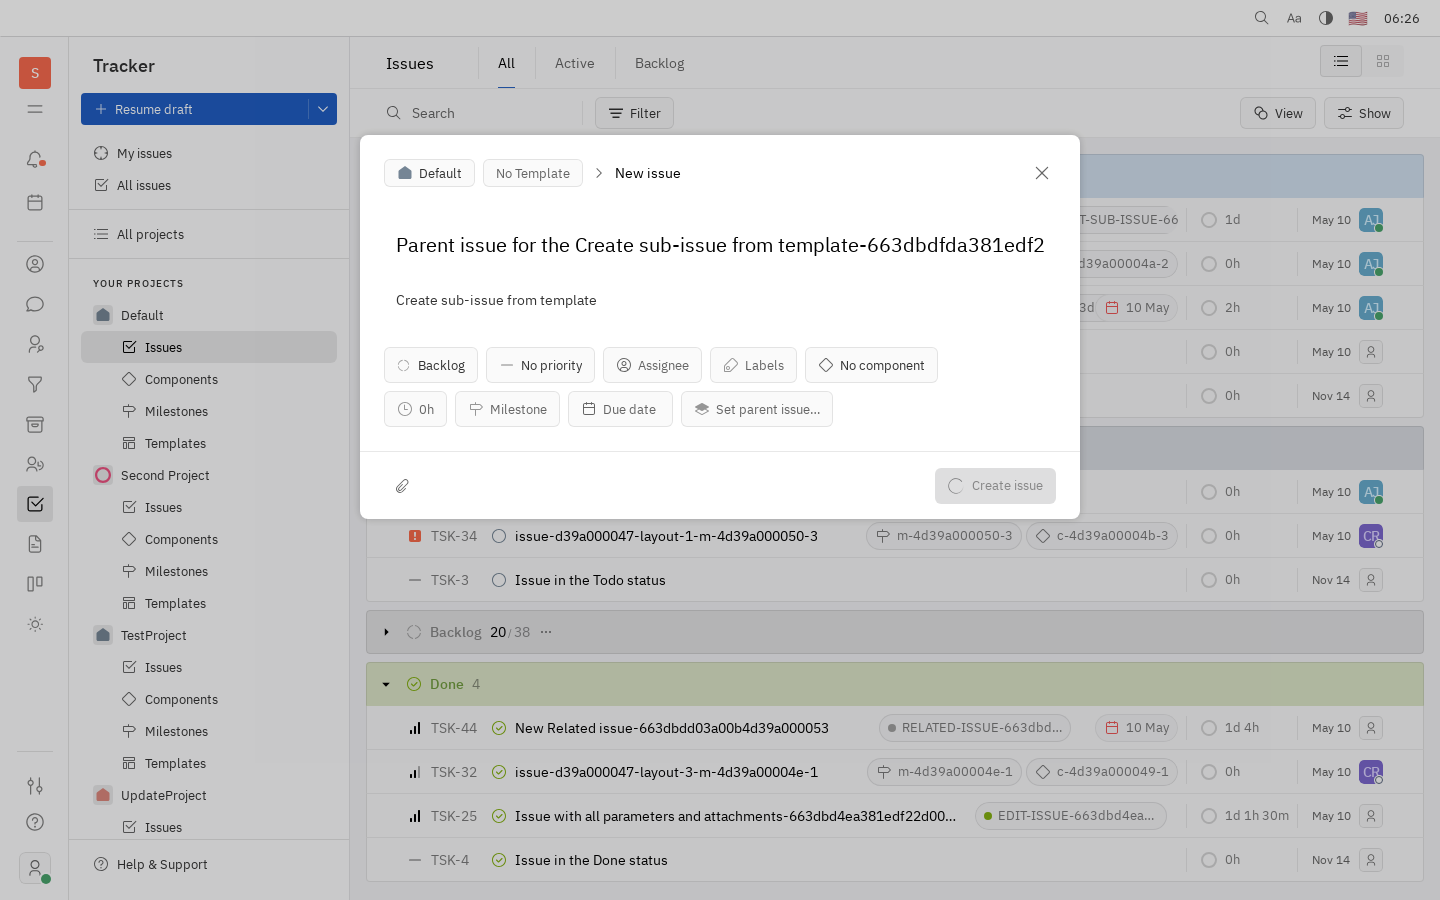 Aa 06:26
S
Tracker
Resume draft
My issues
All issues
All projects
YOUR PROJECTS
Default
Issues
Components
Milestones
Templates
Second Project
Issues
Components
Milestones
Templates
TestProject
Issues
Components
Milestones
Templates
UpdateProject
Issues
Help & Support
Issues All Active Backlog
Search Filter View Show
Default No Template New issue
Parent issue for the Create sub-issue from template-663dbdfda381edf2
Create sub-issue from template
Backlog No priority Assignee Labels No component
0h Milestone Due date Set parent issue...
Create issue
T-SUB-ISSUE-66 1d May 10 AJ
d39a00004a-2 0h May 10 AJ
3d 10 May 2h May 10 AJ
0h May 10
0h Nov 14
0h May 10 AJ
TSK-34 issue-d39a000047-layout-1-m-4d39a000050-3 m-4d39a000050-3 c-4d39a00004b-3 0h May 10 CR
TSK-3 Issue in the Todo status 0h Nov 14
Backlog 20/38 ...
Done 4
TSK-44 New Related issue-663dbdd03a00b4d39a000053 RELATED-ISSUE-663dbd... 10 May 1d 4h May 10
TSK-32 issue-d39a000047-layout-3-m-4d39a00004e-1 m-4d39a00004e-1 c-4d39a000049-1 0h May 10 CR
TSK-25 Issue with all parameters and attachments-663dbd4ea381edf22d00... EDIT-ISSUE-663dbd4ea... 1d 1h 30m May 10
TSK-4 Issue in the Done status 0h Nov 14